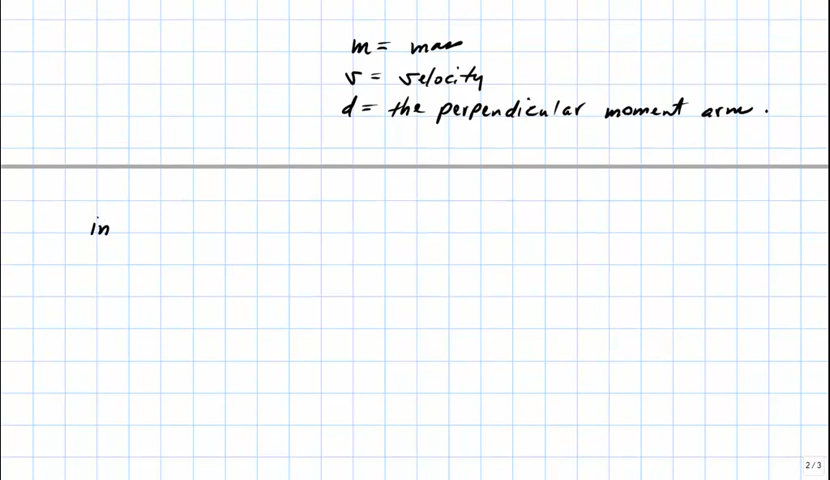 m = mass
v = velocity
d = the perpendicular moment arm.
in
2/3